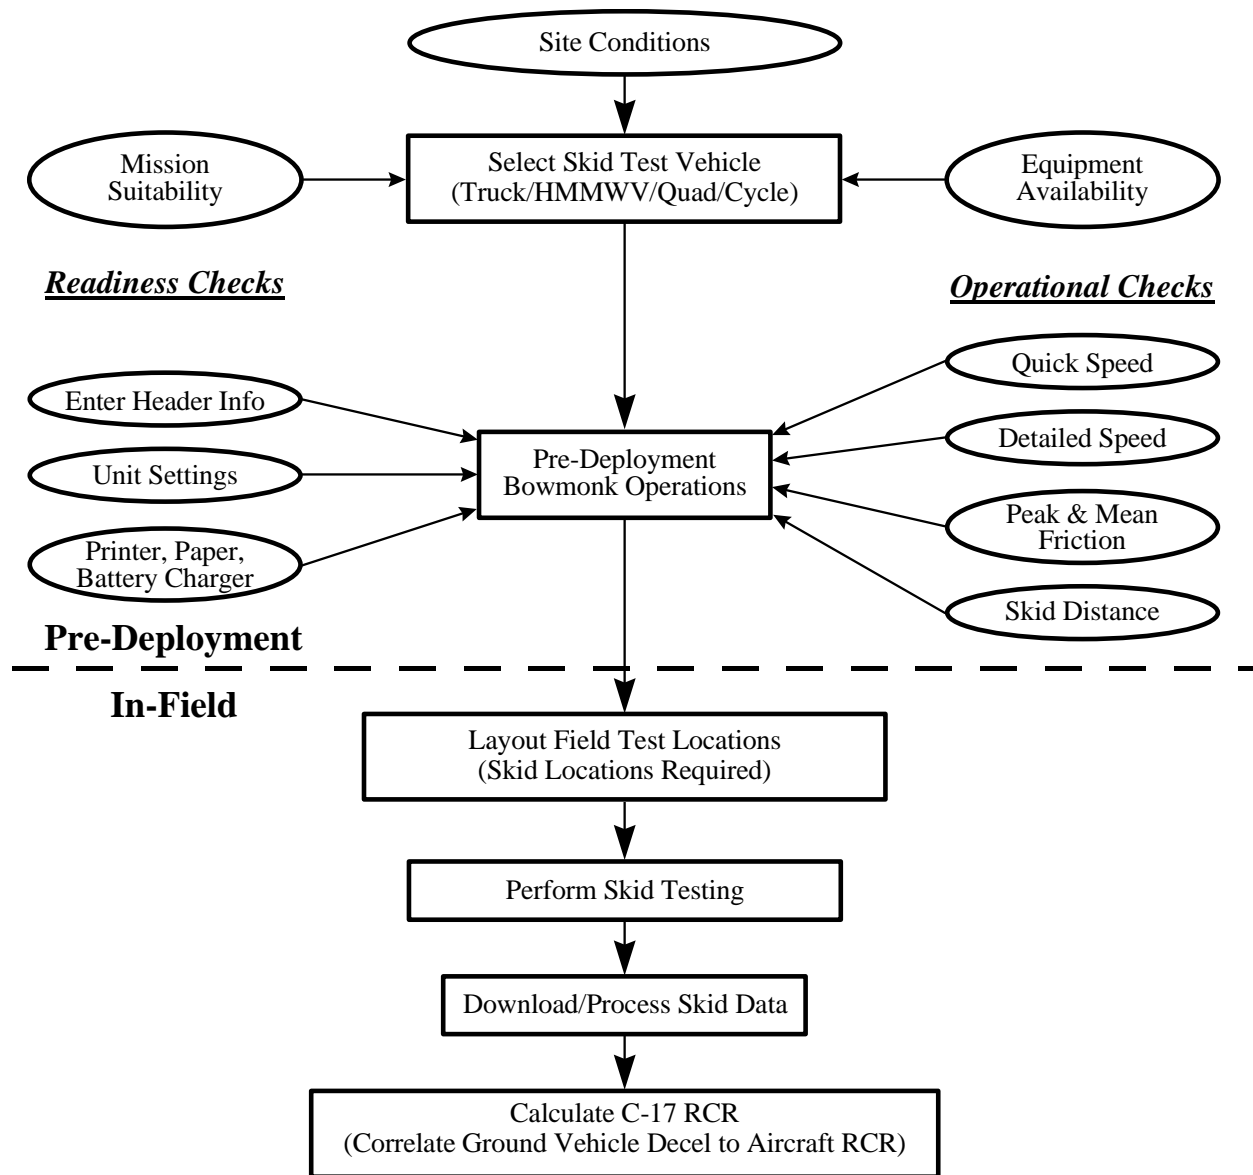 Site Conditions
Mission
Suitability
Select Skid Test Vehicle
(Truck/HMMWV/Quad/Cycle)
Equipment
Availability
Readiness Checks
Operational Checks
Enter Header Info
Unit Settings
Printer, Paper,
Battery Charger
Pre-Deployment
Bowmonk Operations
Quick Speed
Detailed Speed
Peak & Mean
Friction
Skid Distance
Pre-Deployment
In-Field
Layout Field Test Locations
(Skid Locations Required)
Perform Skid Testing
Download/Process Skid Data
Calculate C-17 RCR
(Correlate Ground Vehicle Decel to Aircraft RCR)